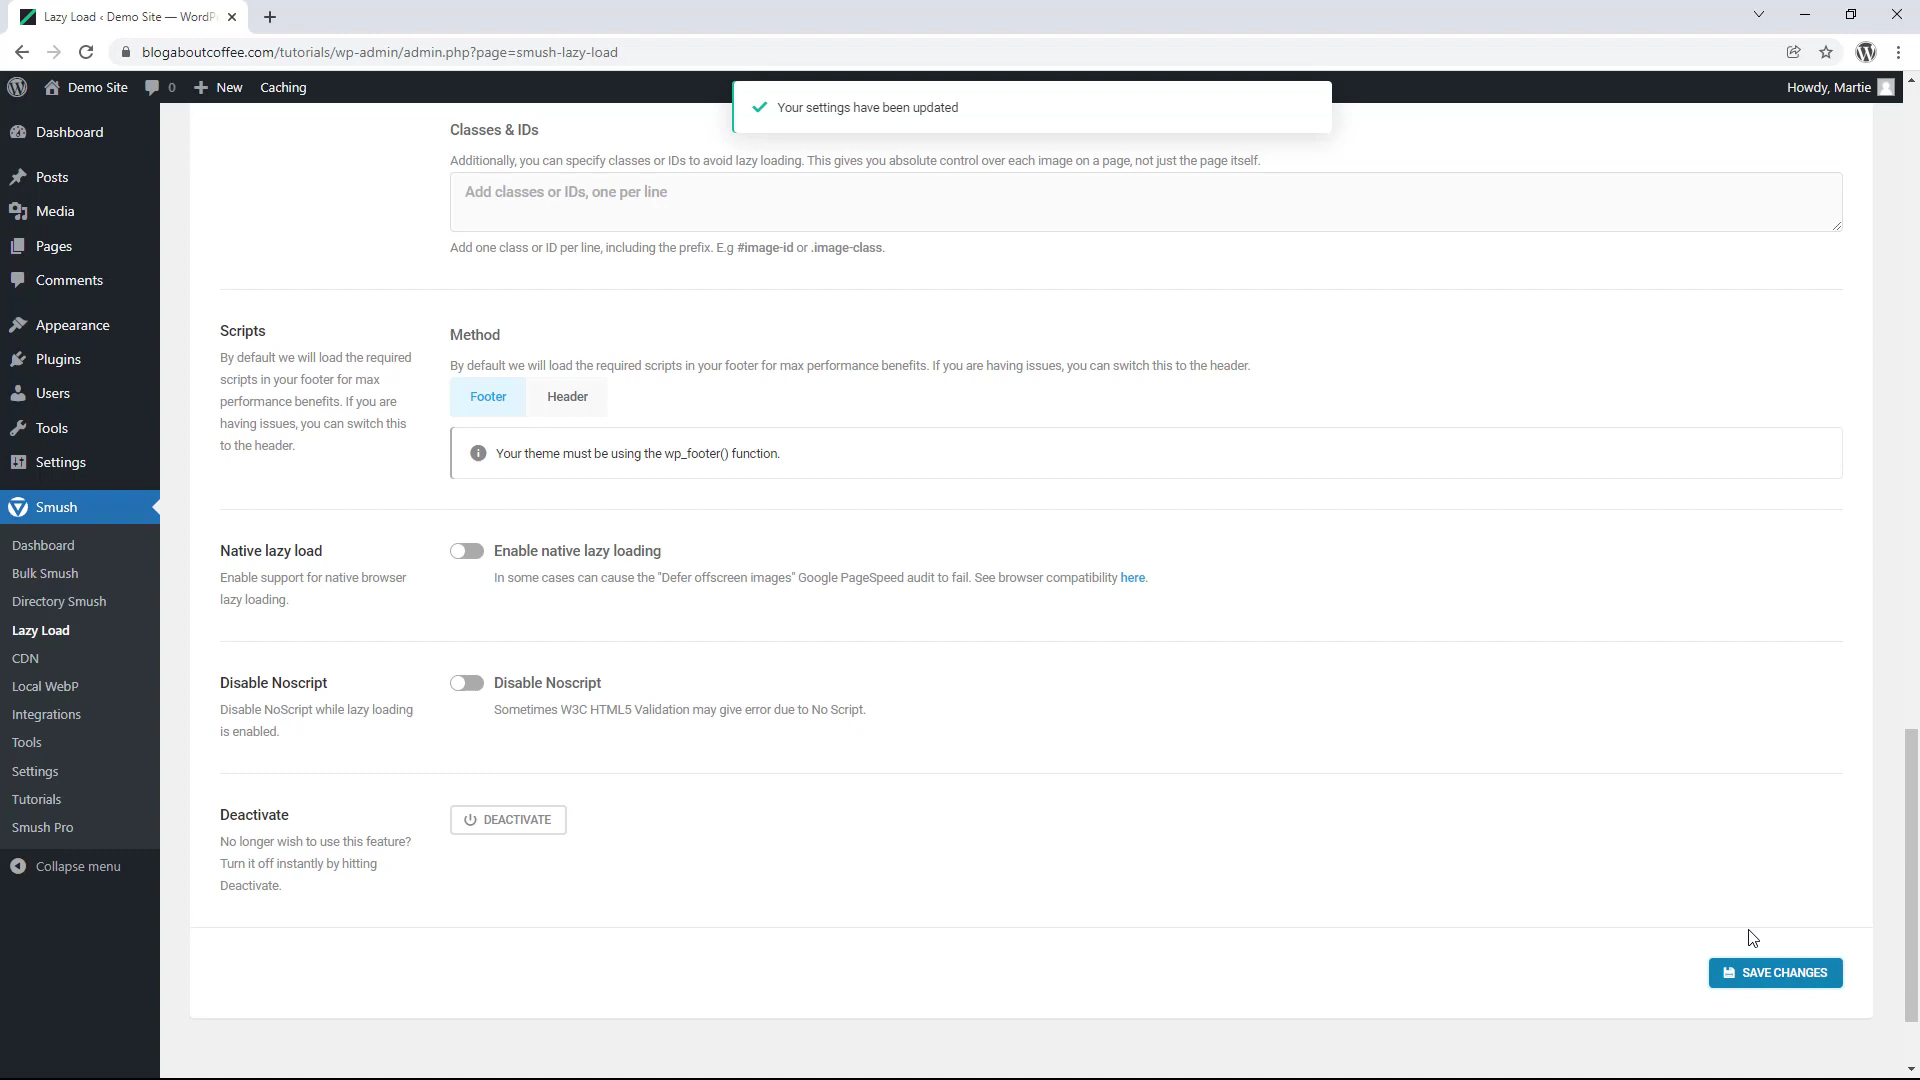 Lazy Load ‹ Demo Site — WordP
blogaboutcoffee.com/tutorials/wp-admin/admin.php?page=smush-lazy-load
Demo Site
0
New
Caching
Howdy, Martie
Your settings have been updated
Dashboard
Posts
Media
Pages
Comments
Appearance
Plugins
Users
Tools
Settings
Smush
Dashboard
Bulk Smush
Directory Smush
Lazy Load
CDN
Local WebP
Integrations
Tools
Settings
Tutorials
Smush Pro
Collapse menu
Classes & IDs
Additionally, you can specify classes or IDs to avoid lazy loading. This gives you absolute control over each image on a page, not just the page itself.
Add classes or IDs, one per line
Add one class or ID per line, including the prefix. E.g #image-id or .image-class.
Scripts
By default we will load the required
scripts in your footer for max
performance benefits. If you are
having issues, you can switch this
to the header.
Method
By default we will load the required scripts in your footer for max performance benefits. If you are having issues, you can switch this to the header.
Footer
Header
Your theme must be using the wp_footer() function.
Native lazy load
Enable support for native browser
lazy loading.
Enable native lazy loading
In some cases can cause the "Defer offscreen images" Google PageSpeed audit to fail. See browser compatibility here.
Disable Noscript
Disable NoScript while lazy loading
is enabled.
Disable Noscript
Sometimes W3C HTML5 Validation may give error due to No Script.
Deactivate
No longer wish to use this feature?
Turn it off instantly by hitting
Deactivate.
DEACTIVATE
SAVE CHANGES